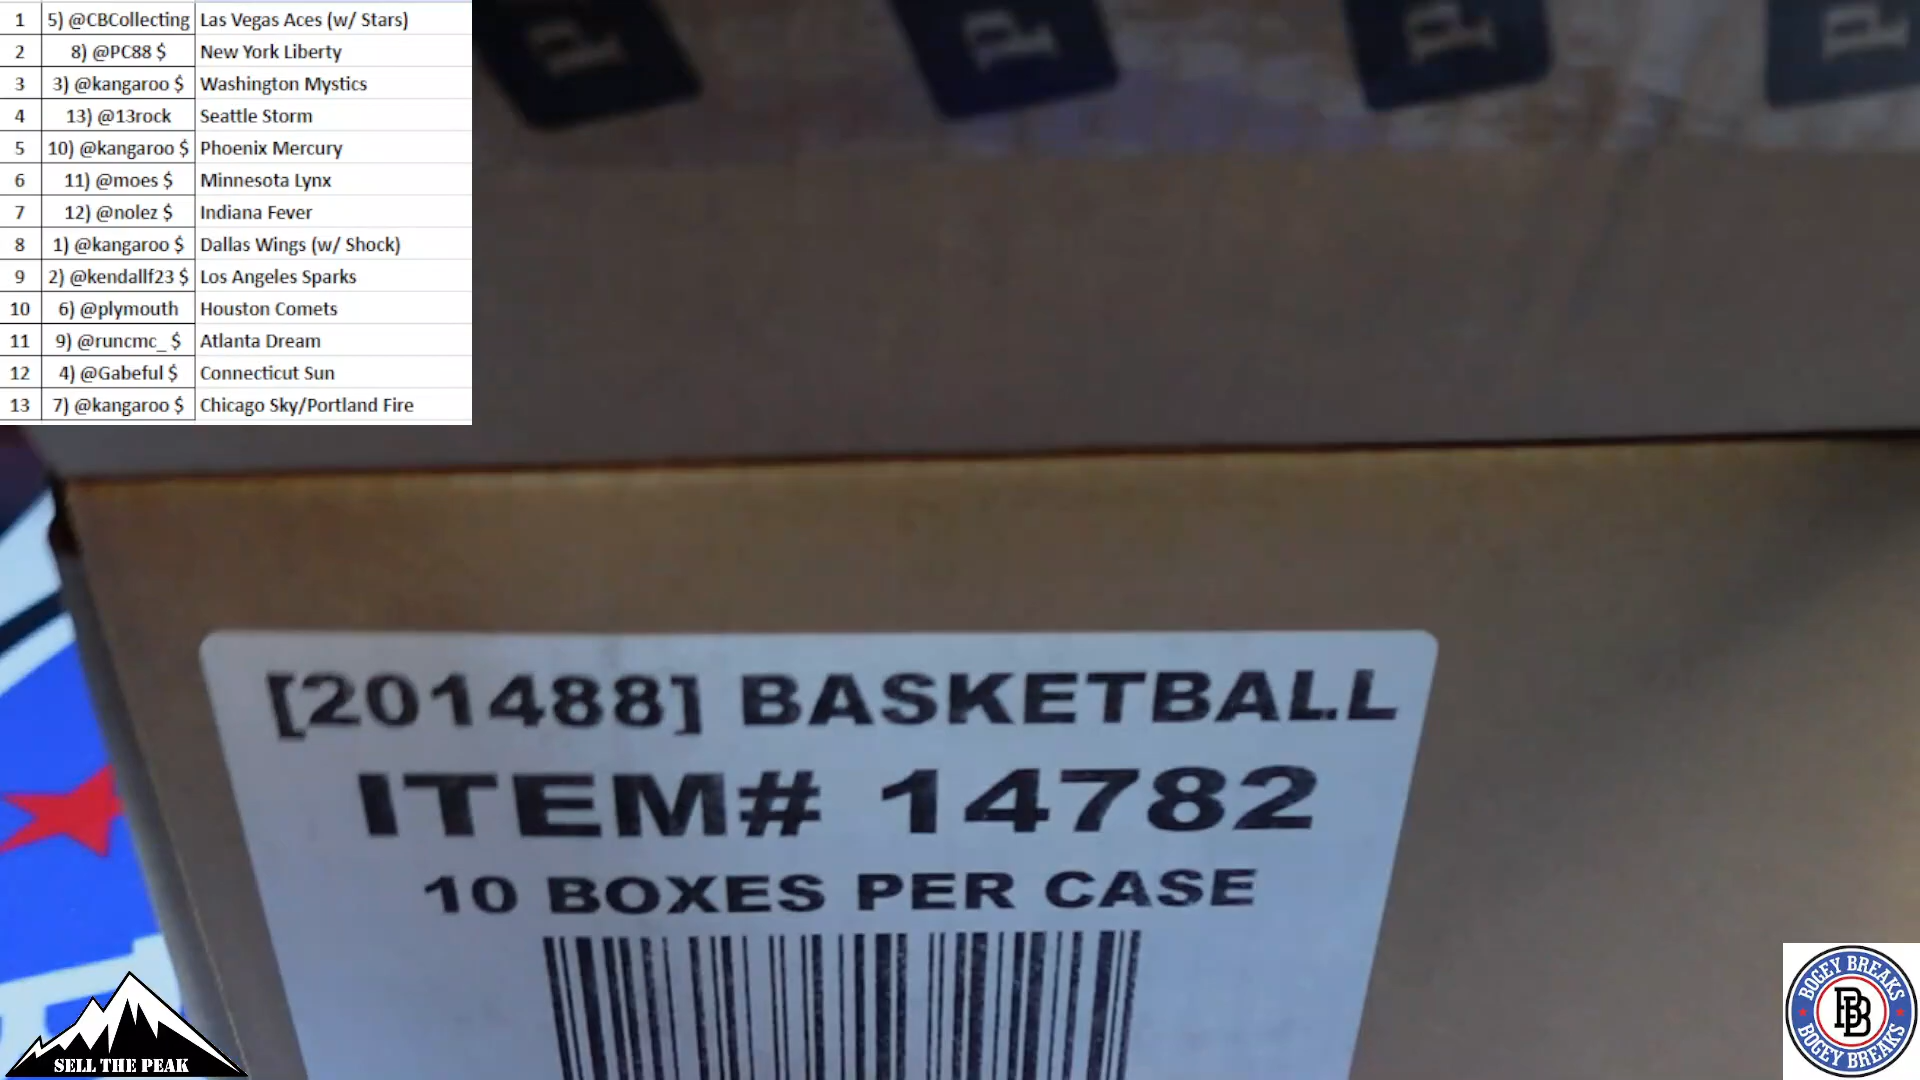 1 5) @CBCollecting Las Vegas Aces (w/ Stars)
2 8) @PC88 $ New York Liberty
3 3) @kangaroo $ Washington Mystics
4 13) @13rock Seattle Storm
5 10) @kangaroo $ Phoenix Mercury
6 11) @moes $ Minnesota Lynx
7 12) @nolez $ Indiana Fever
8 1) @kangaroo $ Dallas Wings (w/ Shock)
9 2) @kendallf23 $ Los Angeles Sparks
10 6) @plymouth Houston Comets
11 9) @runcmc_ $ Atlanta Dream
12 4) @Gabeful $ Connecticut Sun
13 7) @kangaroo $ Chicago Sky/Portland Fire
P P P P
[201488] BASKETBALL
ITEM# 14782
10 BOXES PER CASE
SELL THE PEAK
BOGEY BREAKS
BB
BOGEY BREAKS